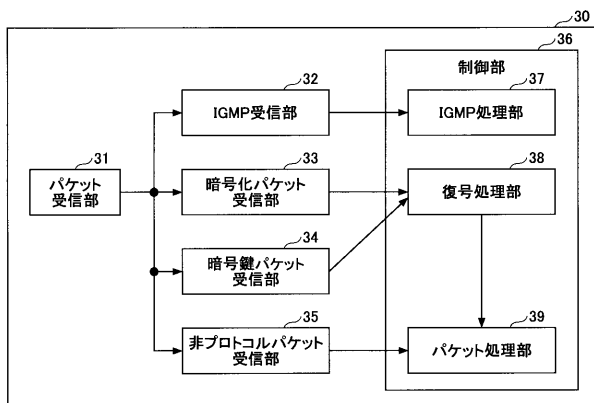 30
36
制御部
32
IGMP受信部
37
IGMP処理部
31
パケット
受信部
33
暗号化パケット
受信部
38
復号処理部
34
暗号鍵パケット
受信部
35
非プロトコルパケット
受信部
39
パケット処理部